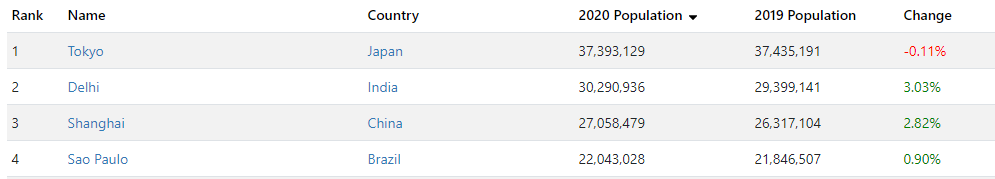 Rank Name Country 2020 Population 2019 Population Change
1 Tokyo Japan 37,393,129 37,435,191 -0.11%
2 Delhi India 30,290,936 29,399,141 3.03%
3 Shanghai China 27,058,479 26,317,104 2.82%
4 Sao Paulo Brazil 22,043,028 21,846,507 0.90%